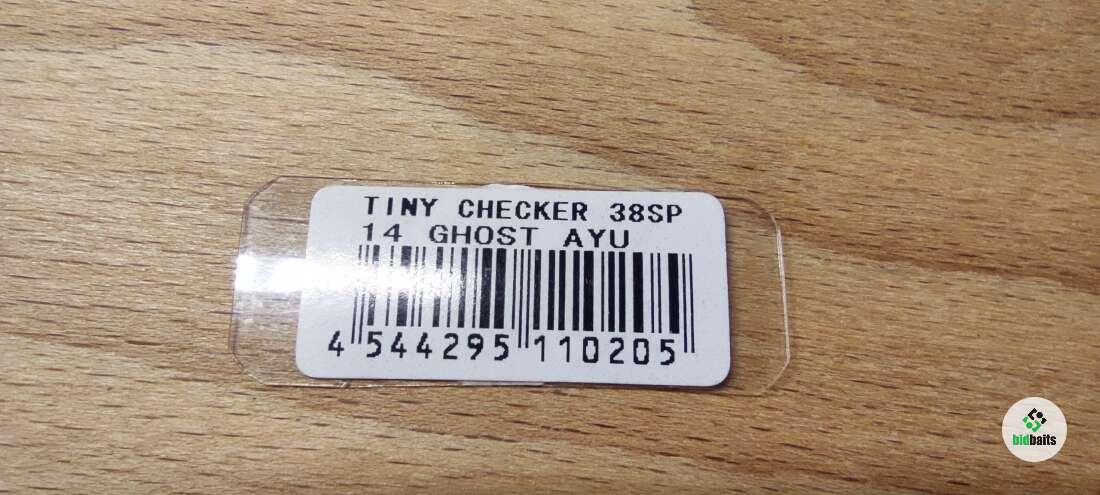 TINY CHECKER 38SP
14 GHOST AYU
4 544295 110205
bidbaits